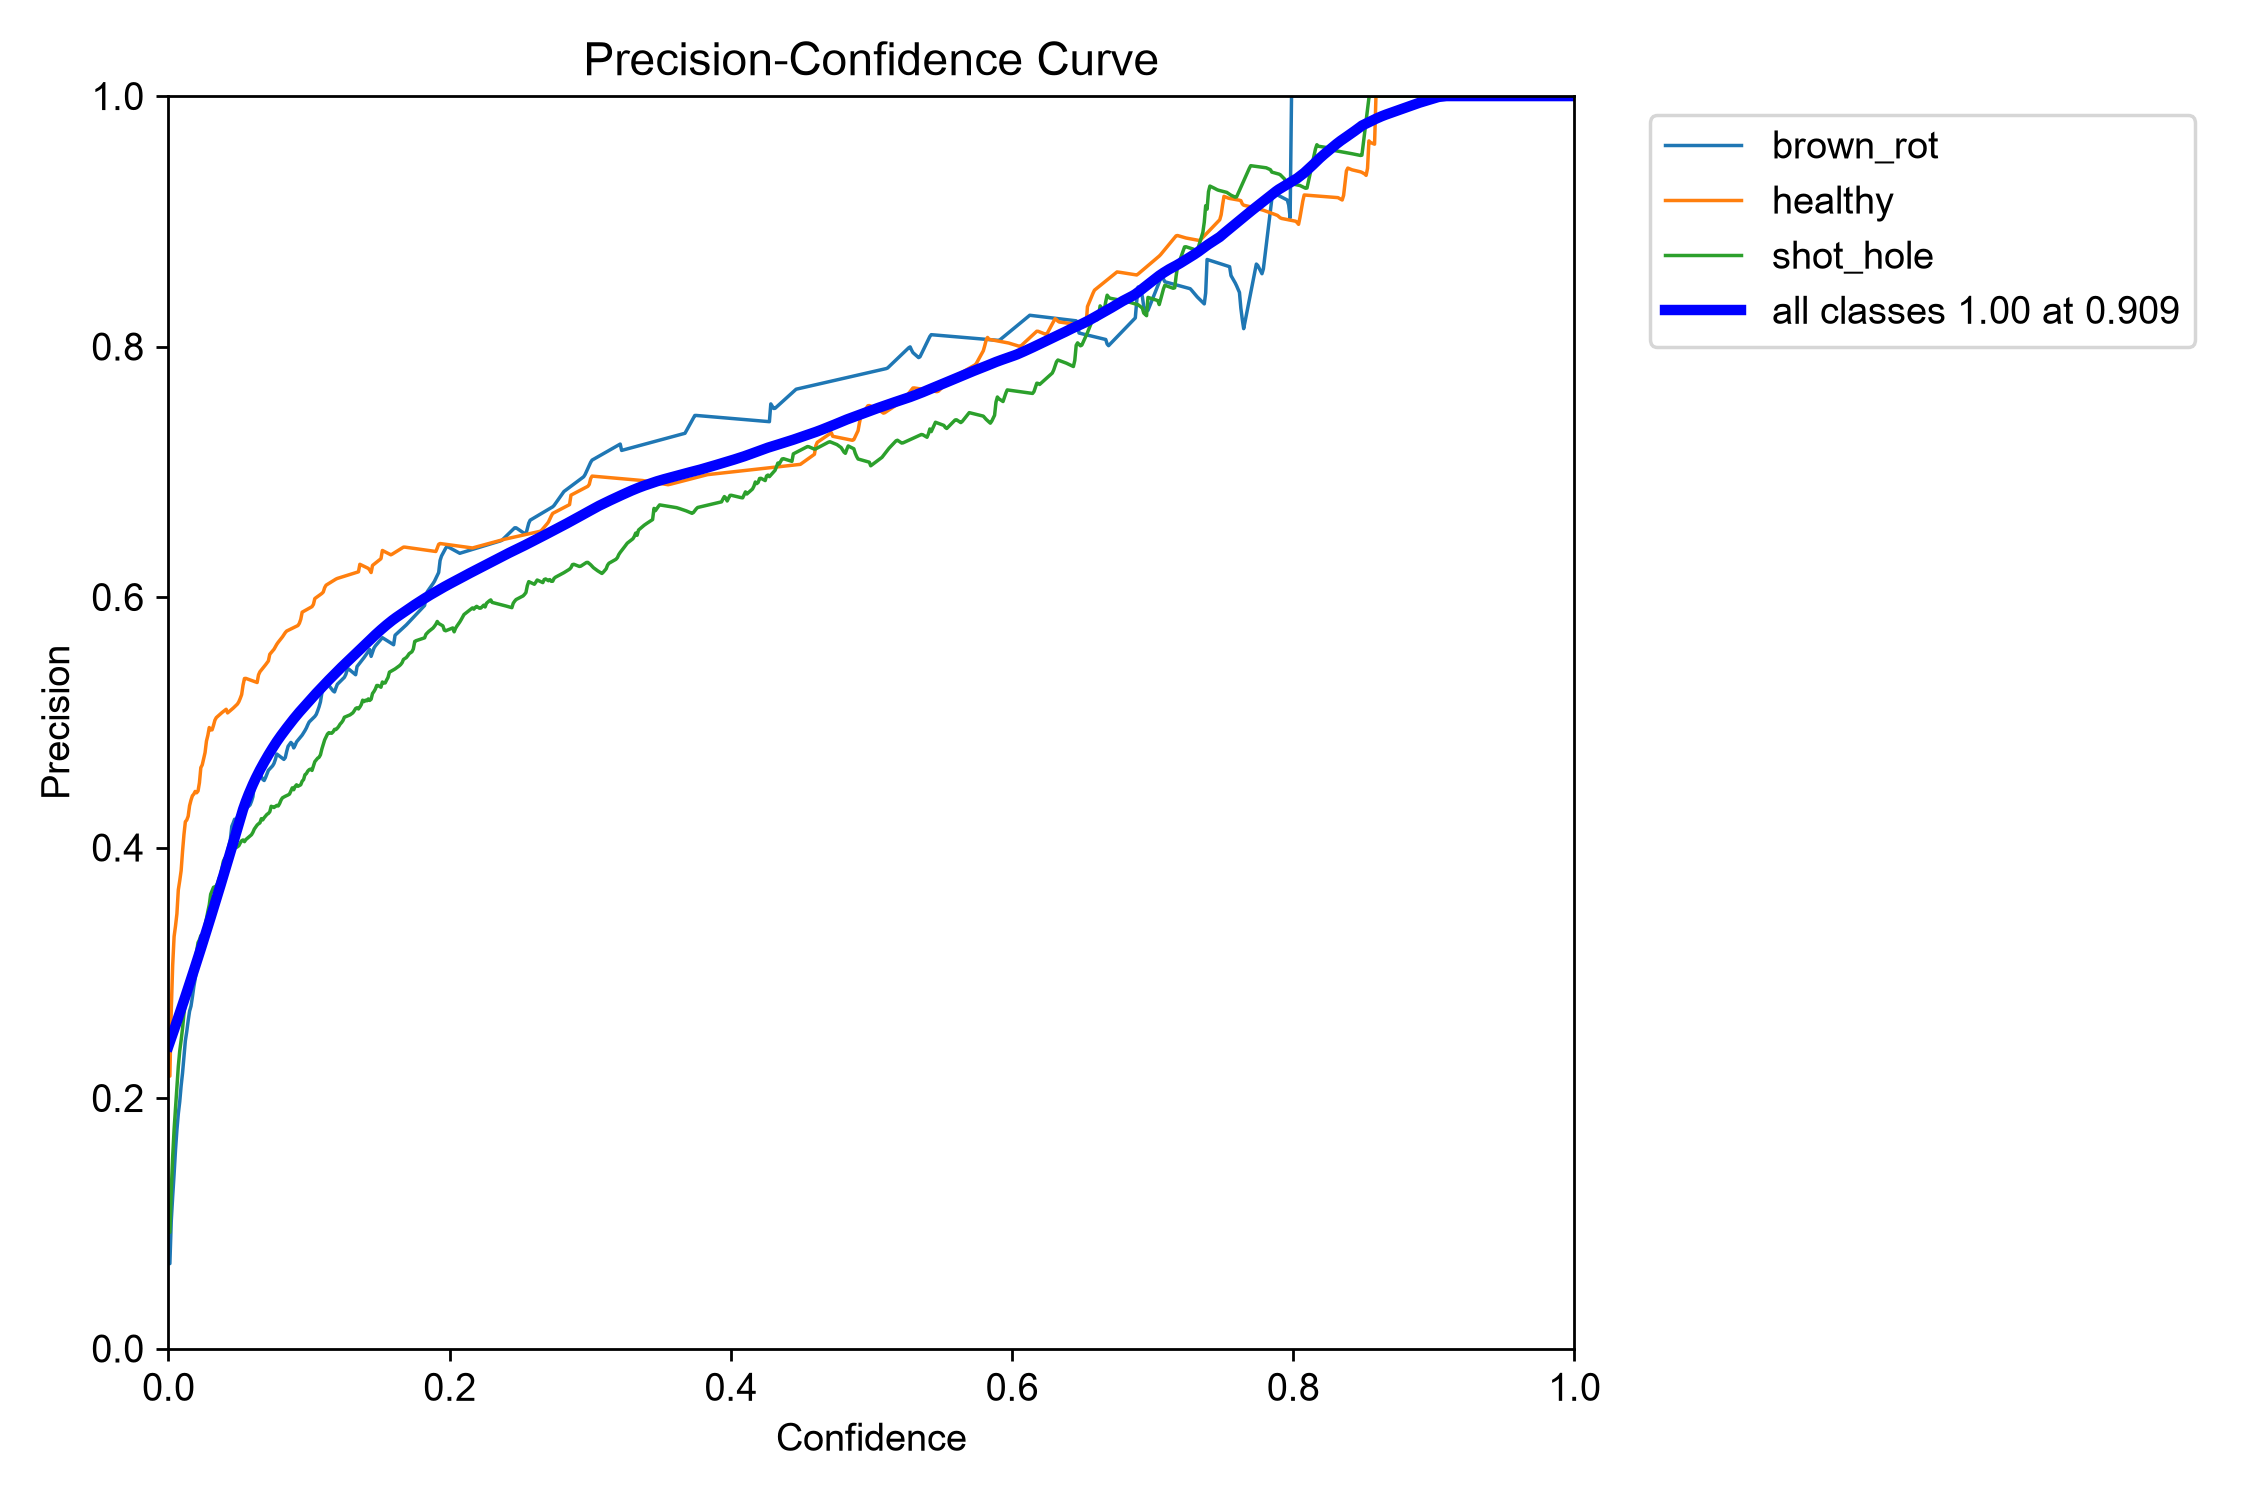 Precision-Confidence Curve
1.0
0.8
0.6
0.4
0.2
0.0
Precision
0.0 0.2 0.4 0.6 0.8 1.0
Confidence
brown_rot
healthy
shot_hole
all classes 1.00 at 0.909